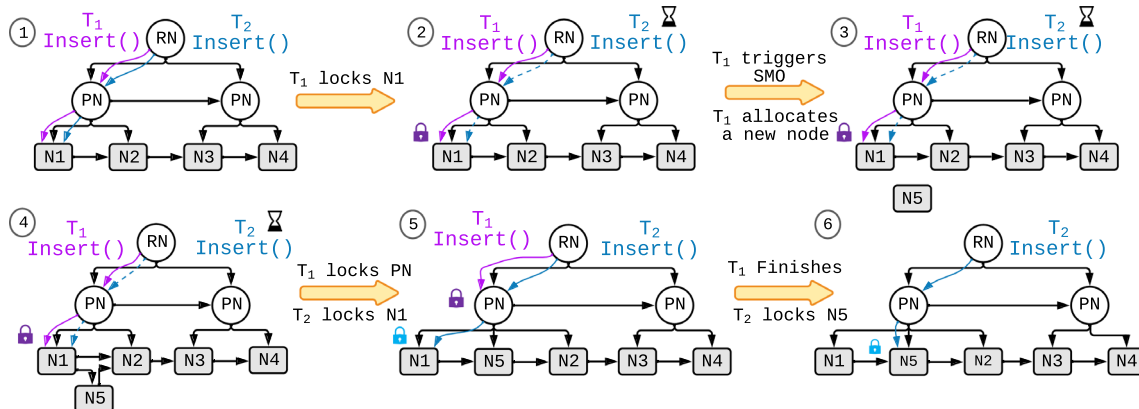 1
T1
Insert()
T2
Insert()
RN
PN
PN
N1
N2
N3
N4
T1 locks N1
2
T1
Insert()
T2
Insert()
RN
PN
PN
N1
N2
N3
N4
T1 triggers
SMO
T1 allocates
a new node
3
T1
Insert()
T2
Insert()
RN
PN
PN
N1
N2
N3
N4
N5
4
T1
Insert()
T2
Insert()
RN
PN
PN
N1
N2
N3
N4
N5
T1 locks PN
T2 locks N1
5
T1
Insert()
T2
Insert()
RN
PN
PN
N1
N5
N2
N3
N4
T1 Finishes
T2 locks N5
6
T2
Insert()
RN
PN
PN
N1
N5
N2
N3
N4